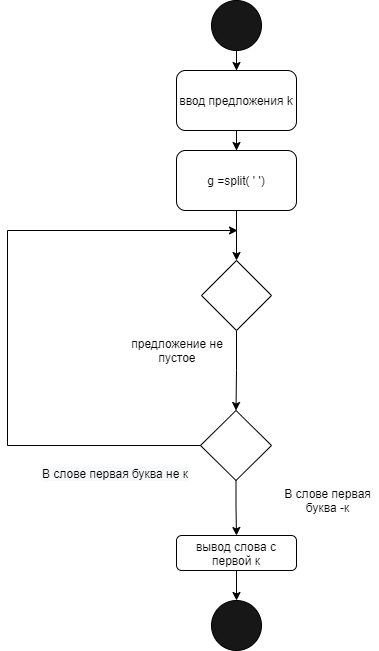 ввод предложения k
g =split( ' ')
предложение не
пустое
В слове первая буква не к
В слове первая
буква -к
вывод слова с
первой к